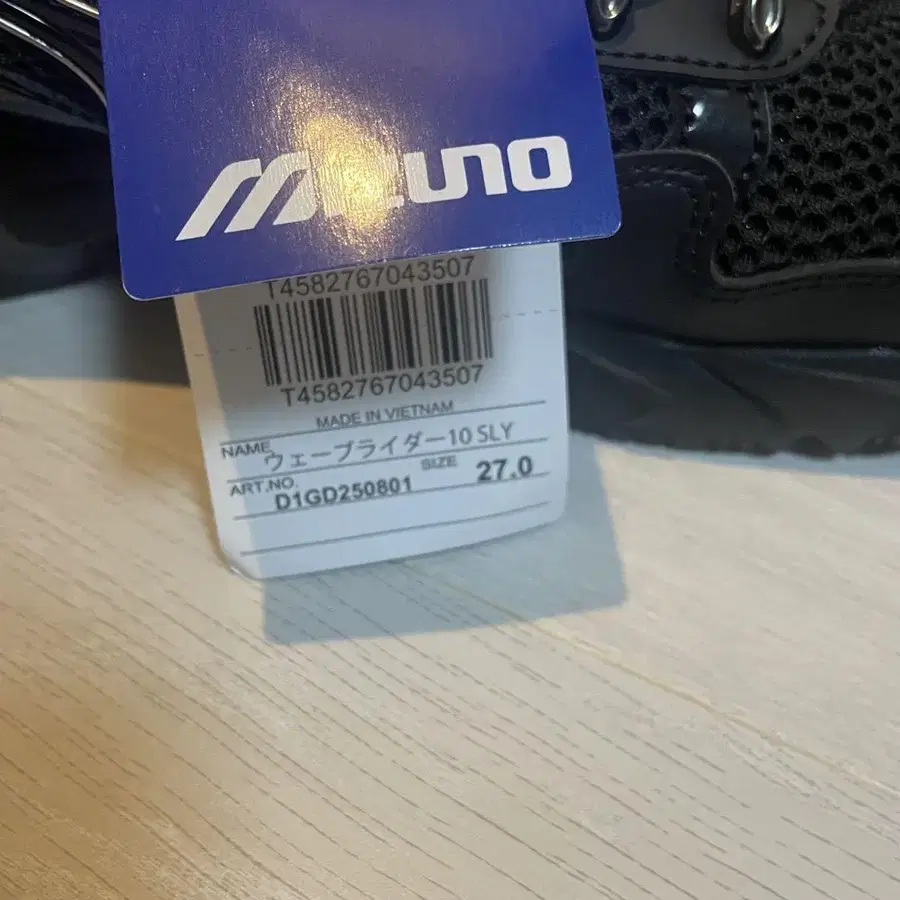 MIZUNO
T4582767043507
T4582767043507
MADE IN VIETNAM
NAME ウェーブライダー10 SLY
ART.NO. D1GD250801 SIZE 27.0